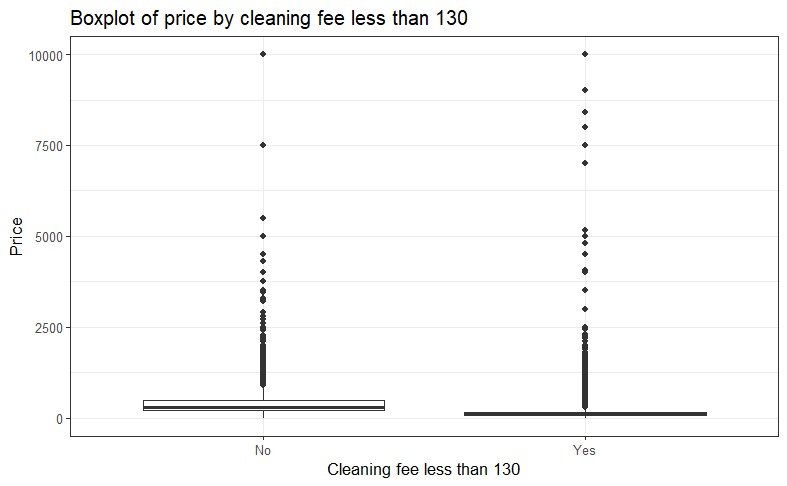 Boxplot of price by cleaning fee less than 130
Price
10000
7500
5000
2500
0
No
Yes
Cleaning fee less than 130